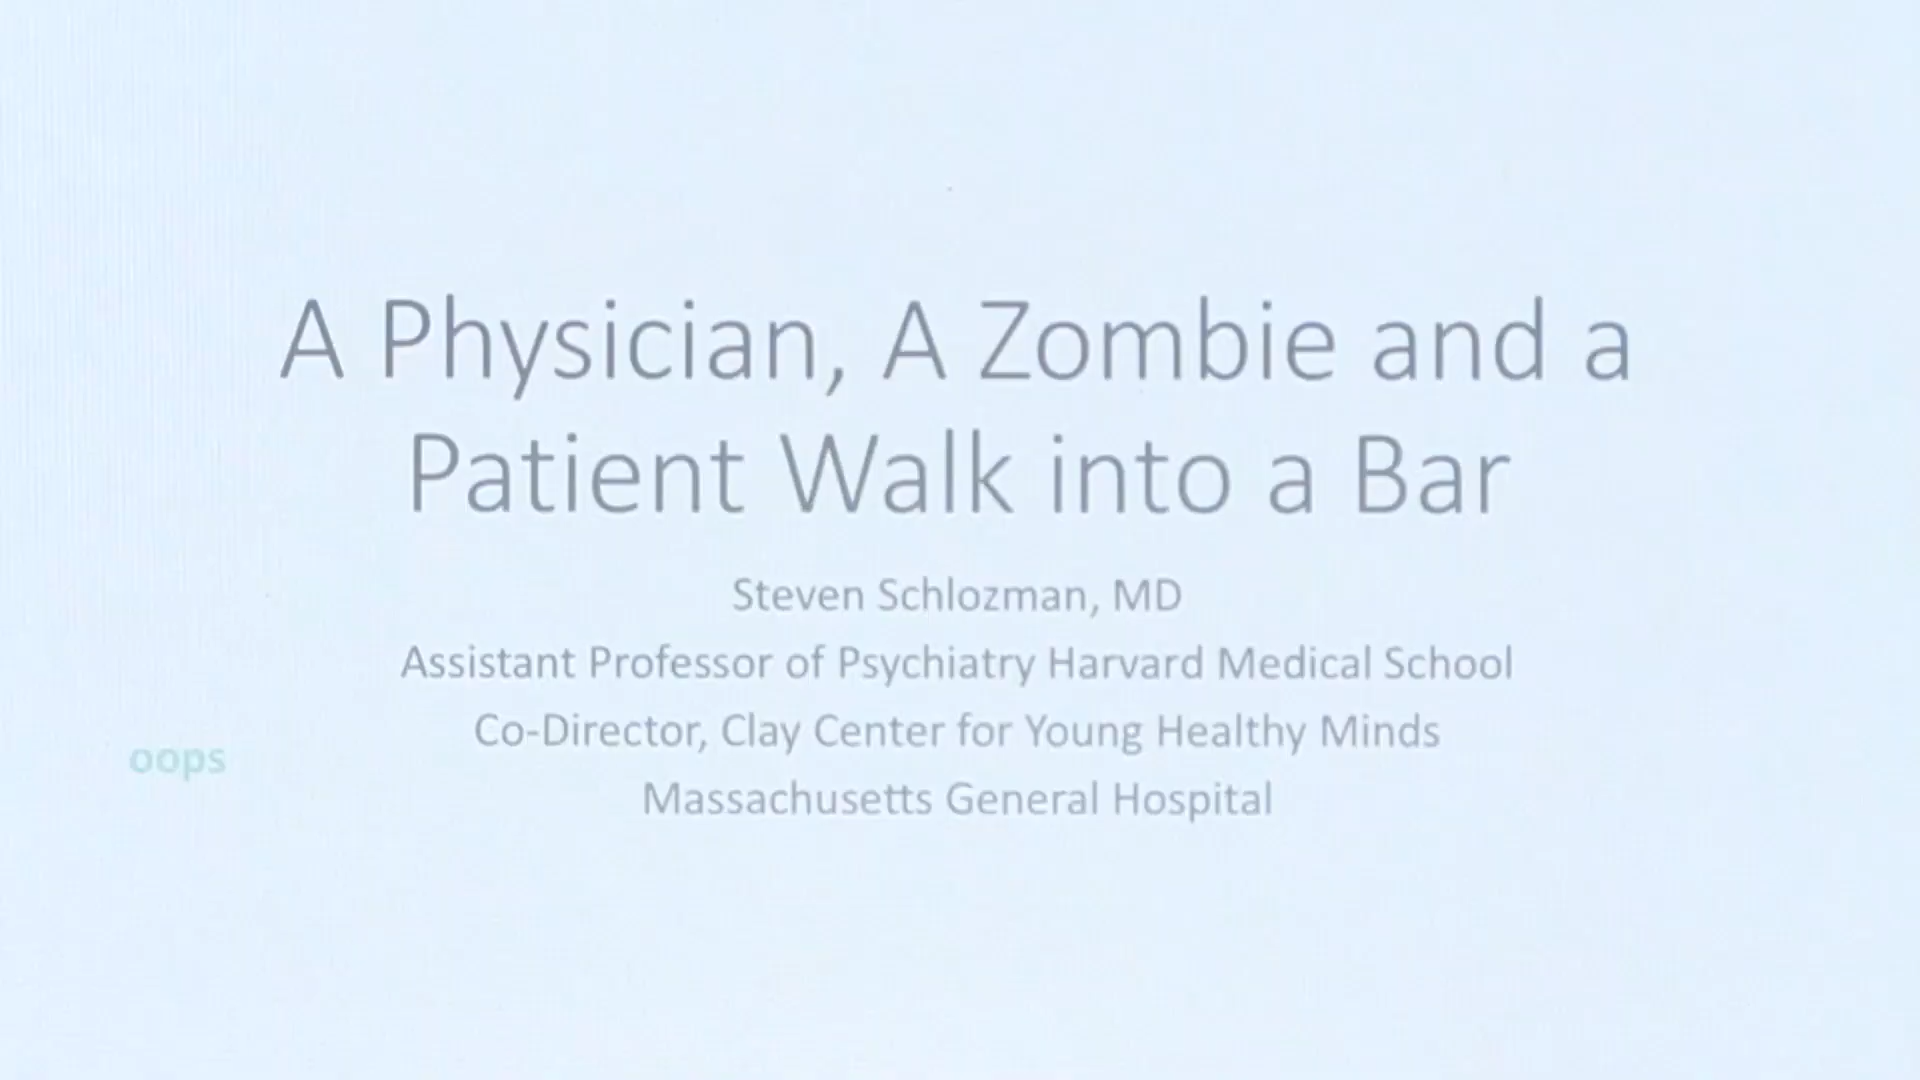 A Physician, A Zombie and a
Patient Walk into a Bar
Steven Schlozman, MD
Assistant Professor of Psychiatry Harvard Medical School
Co-Director, Clay Center for Young Healthy Minds
oops
Massachusetts General Hospital